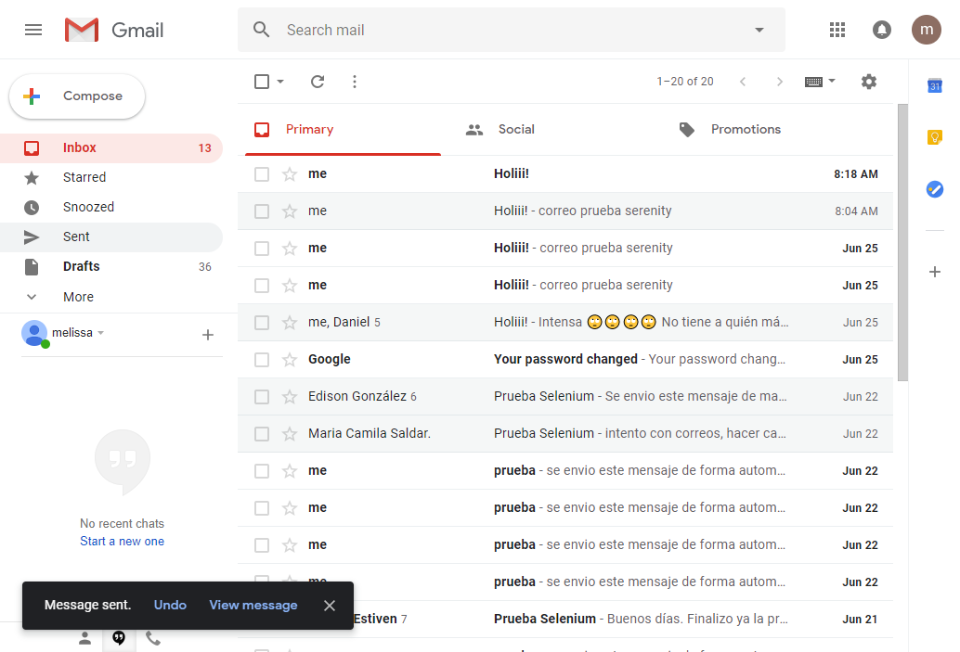 Gmail
Search mail
m
Compose
1–20 of 20
31
Primary
Social
Promotions
Inbox 13
Starred
Snoozed
Sent
Drafts 36
More
melissa
me Holiii! 8:18 AM
me Holiii! - correo prueba serenity 8:04 AM
me Holiii! - correo prueba serenity Jun 25
me Holiii! - correo prueba serenity Jun 25
me, Daniel 5 Holiii! - Intensa 🙄🙄🙄🙄 No tiene a quién má… Jun 25
Google Your password changed - Your password chang… Jun 25
Edison González 6 Prueba Selenium - Se envio este mensaje de ma… Jun 22
Maria Camila Saldar. Prueba Selenium - intento con correos, hacer ca… Jun 22
me prueba - se envio este mensaje de forma autom… Jun 22
me prueba - se envio este mensaje de forma autom… Jun 22
me prueba - se envio este mensaje de forma autom… Jun 22
me prueba - se envio este mensaje de forma autom… Jun 22
Estiven 7 Prueba Selenium - Buenos días. Finalizo ya la pr… Jun 21
No recent chats
Start a new one
Message sent. Undo View message